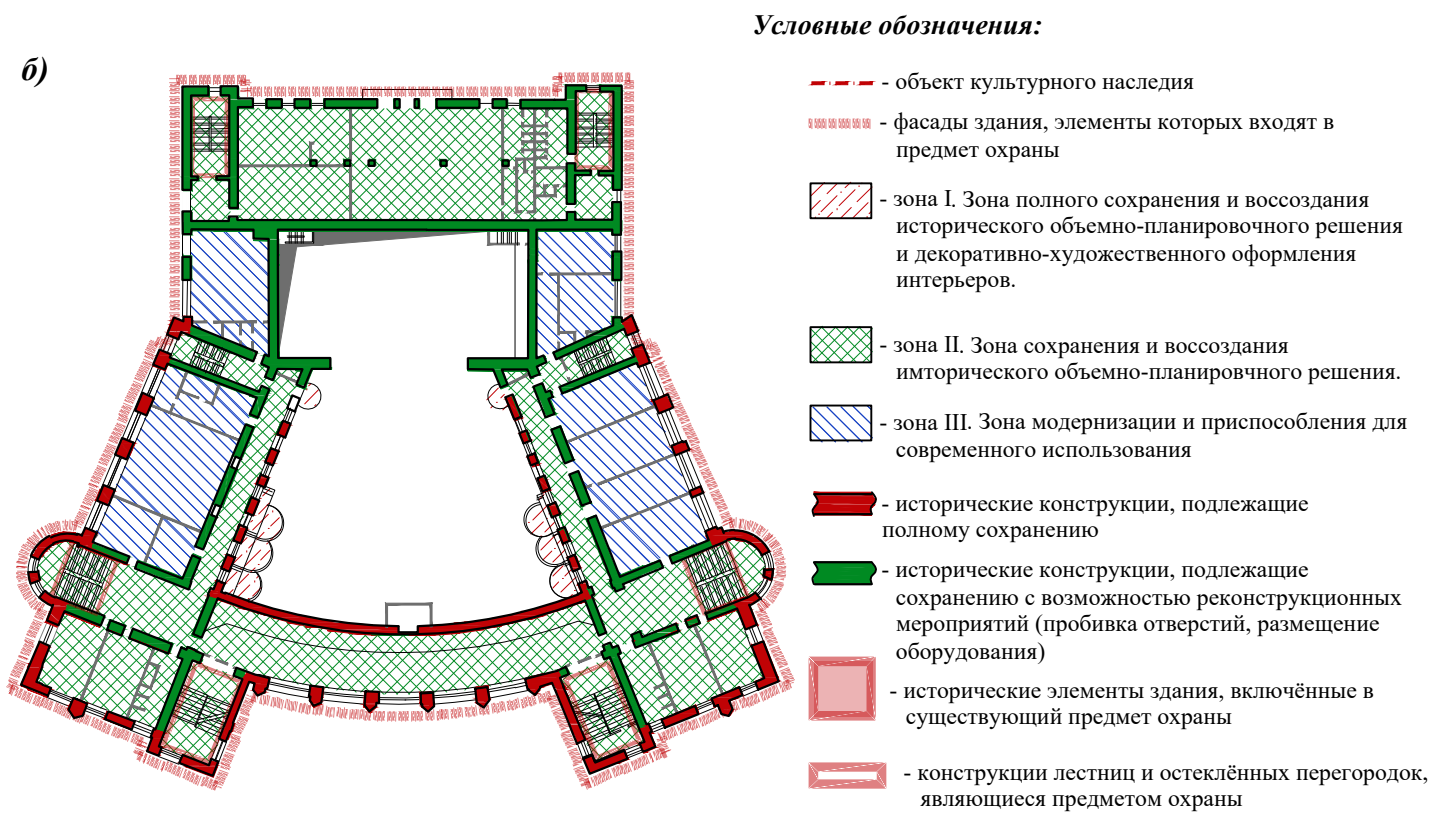 Условные обозначения:
б)
- объект культурного наследия
- фасады здания, элементы которых входят в
предмет охраны
- зона I. Зона полного сохранения и воссоздания
исторического объемно-планировочного решения
и декоративно-художественного оформления
интерьеров.
- зона II. Зона сохранения и воссоздания
имторического объемно-планировчного решения.
- зона III. Зона модернизации и приспособления для
современного использования
- исторические конструкции, подлежащие
полному сохранению
- исторические конструкции, подлежащие
сохранению с возможностью реконструкционных
мероприятий (пробивка отверстий, размещение
оборудования)
- исторические элементы здания, включённые в
существующий предмет охраны
- конструкции лестниц и остеклённых перегородок,
являющиеся предметом охраны